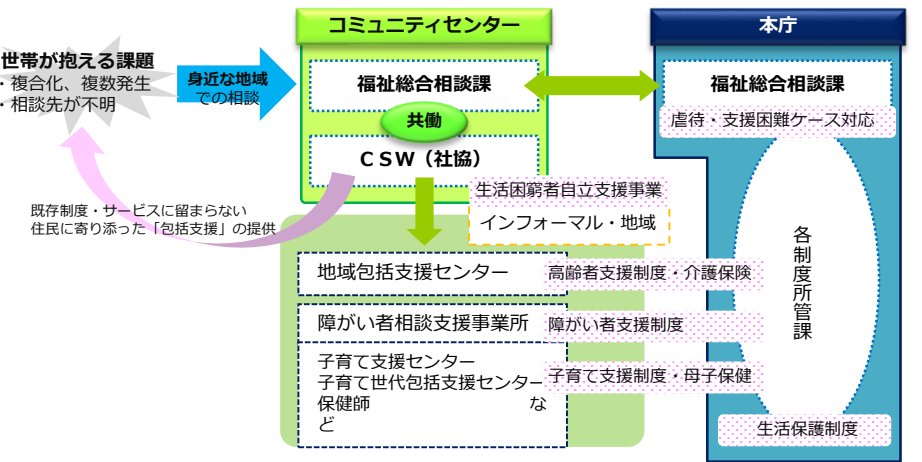 コミュニティセンター
本庁
世帯が抱える課題
・複合化、複数発生
・相談先が不明
身近な地域
での相談
福祉総合相談課
福祉総合相談課
共働
虐待・支援困難ケース対応
ＣＳＷ（社協）
生活困窮者自立支援事業
既存制度・サービスに留まらない
住民に寄り添った「包括支援」の提供
インフォーマル・地域
各制度所管課
地域包括支援センター
高齢者支援制度・介護保険
障がい者相談支援事業所
障がい者支援制度
子育て支援センター
子育て世代包括支援センター
保健師　な
ど
子育て支援制度・母子保健
生活保護制度